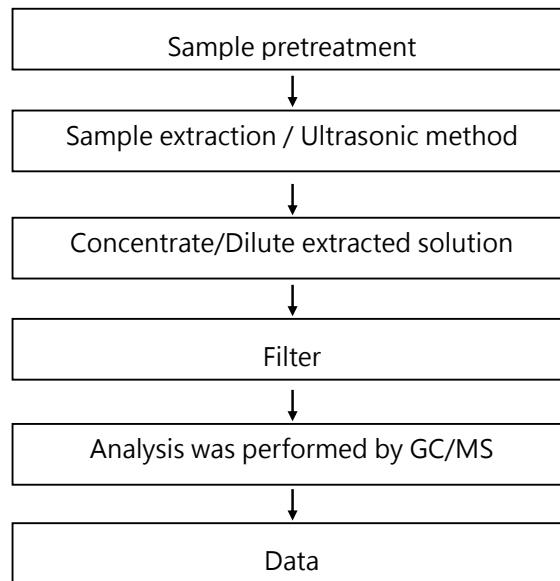 Sample pretreatment
Sample extraction / Ultrasonic method
Concentrate/Dilute extracted solution
Filter
Analysis was performed by GC/MS
Data